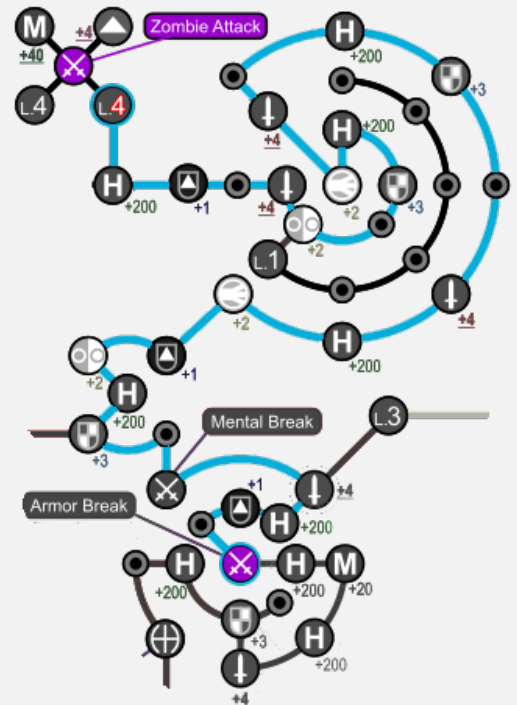 M
+4
Zombie Attack
+40
H
+200
+3
L.4
L.4
+4
H
+200
H
+200
+1
+4
+2
+3
+2
L.1
+2
+4
H
+200
+1
+2
H
+200
+3
L.3
Mental Break
+4
+1
Armor Break
H
+200
H
+200
H
+200
M
+20
+3
H
+200
+4